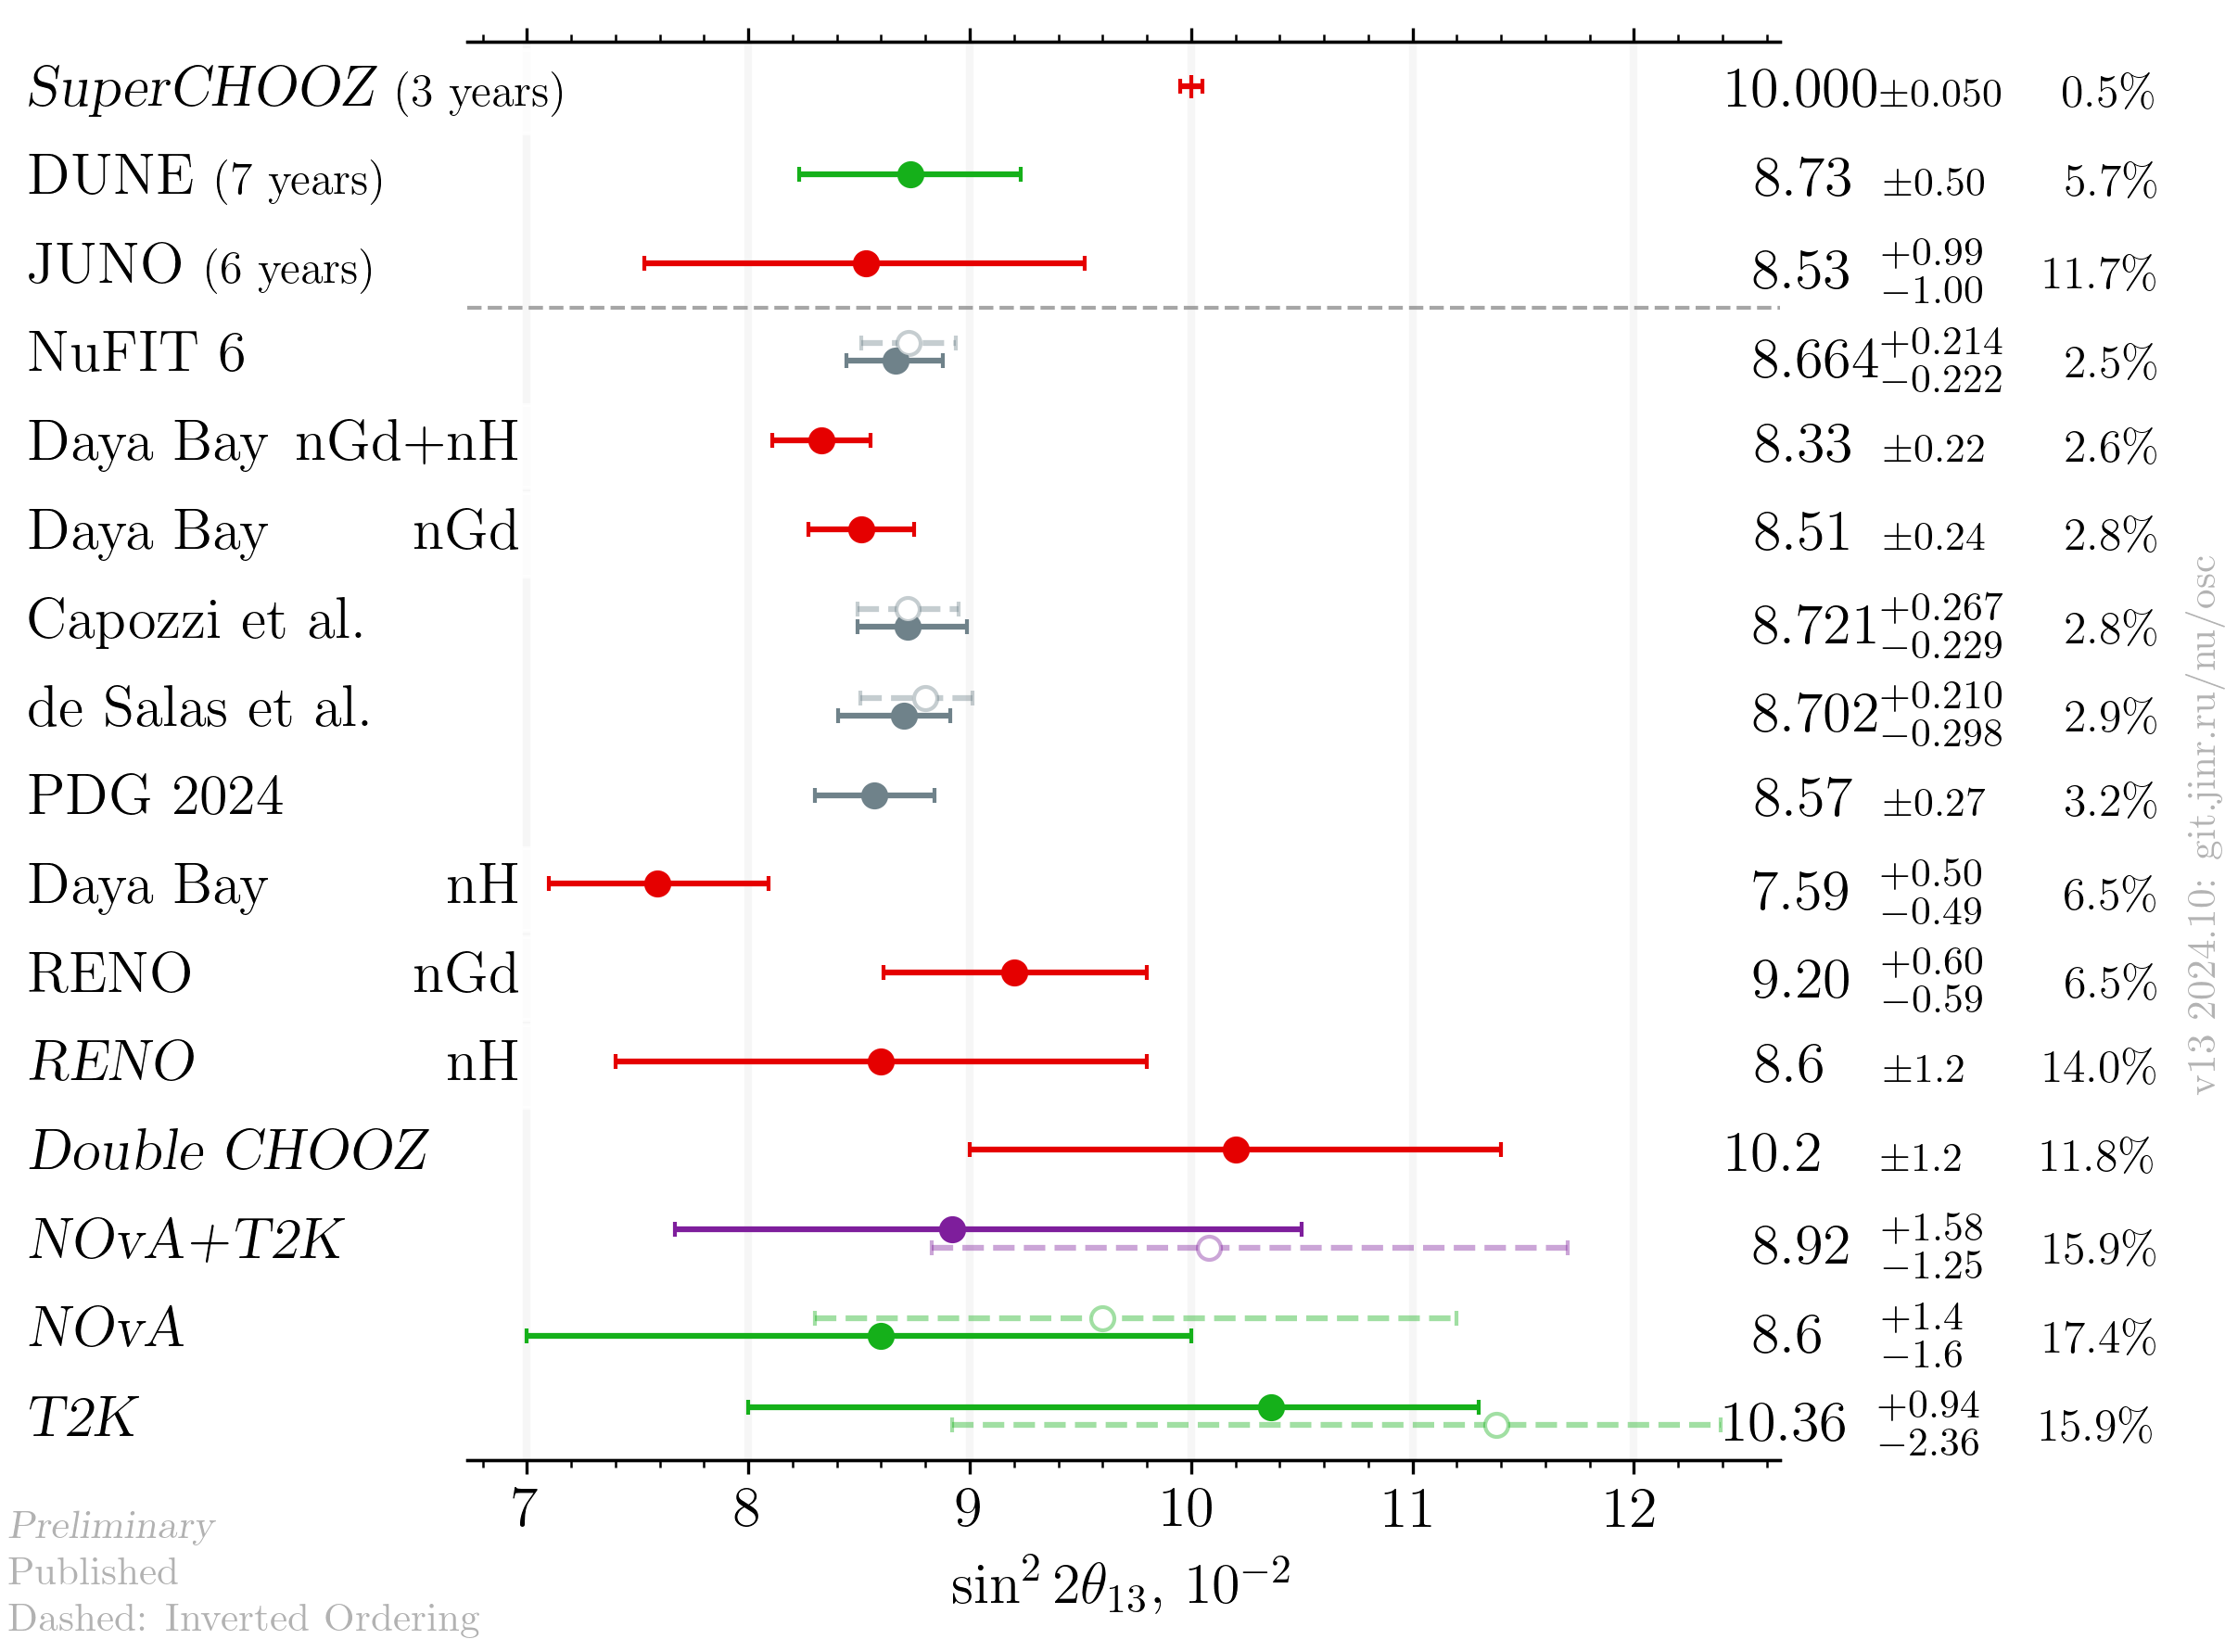 SuperCHOOZ (3 years) 10.000 ±0.050 0.5%
DUNE (7 years) 8.73 ±0.50 5.7%
JUNO (6 years) 8.53 +0.99 −1.00 11.7%
NuFIT 6 8.664 +0.214 −0.222 2.5%
Daya Bay nGd+nH 8.33 ±0.22 2.6%
Daya Bay nGd 8.51 ±0.24 2.8%
Capozzi et al. 8.721 +0.267 −0.229 2.8%
de Salas et al. 8.702 +0.210 −0.298 2.9%
PDG 2024 8.57 ±0.27 3.2%
Daya Bay nH 7.59 +0.50 −0.49 6.5%
RENO nGd 9.20 +0.60 −0.59 6.5%
RENO nH 8.6 ±1.2 14.0%
Double CHOOZ 10.2 ±1.2 11.8%
NOvA+T2K 8.92 +1.58 −1.25 15.9%
NOvA 8.6 +1.4 −1.6 17.4%
T2K 10.36 +0.94 −2.36 15.9%
7 8 9 10 11 12
sin² 2θ₁₃, 10⁻²
Preliminary
Published
Dashed: Inverted Ordering
v13 2024.10: git.jinr.ru/nu/osc